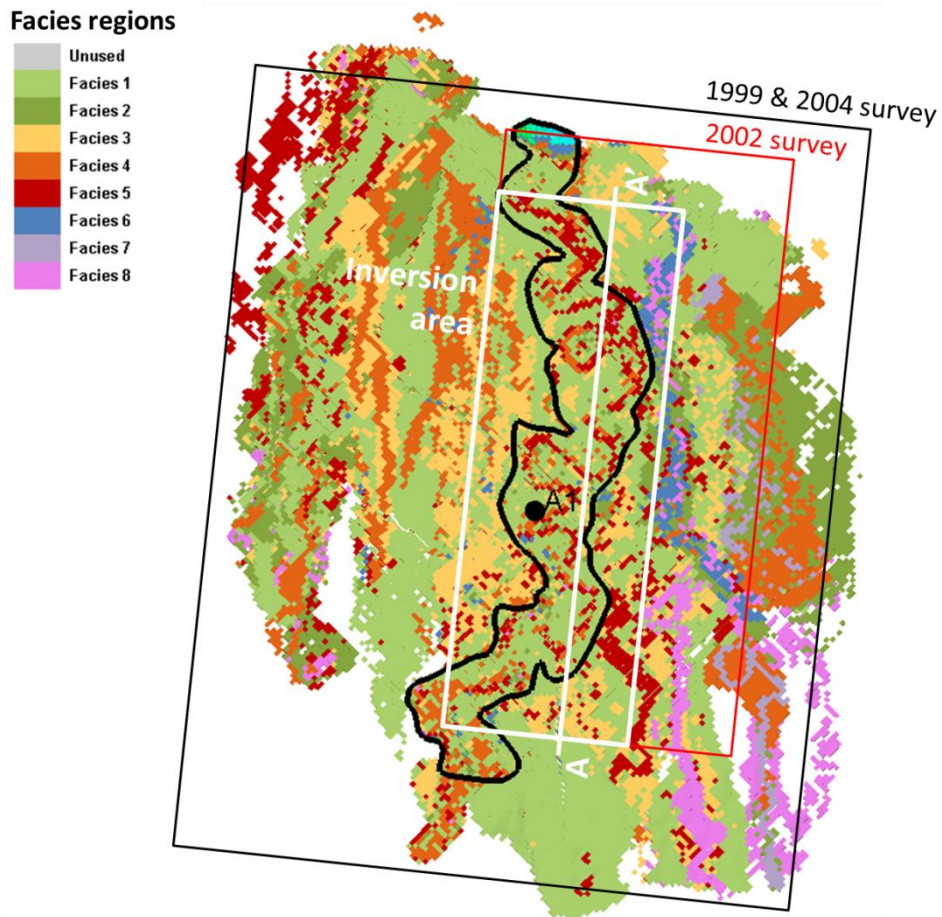 Facies regions
Unused
Facies 1
Facies 2
Facies 3
Facies 4
Facies 5
Facies 6
Facies 7
Facies 8
1999 & 2004 survey
2002 survey
A'
Inversion
area
A1
A